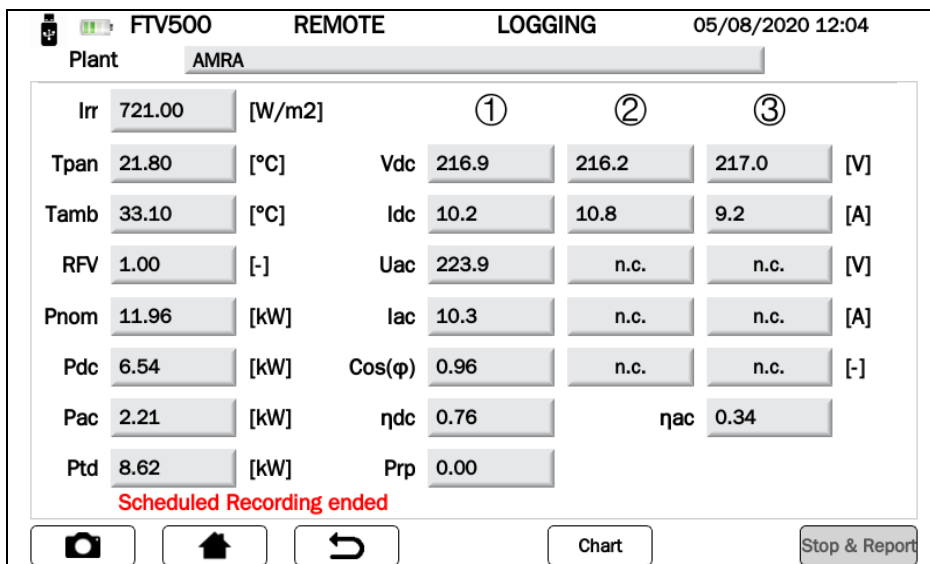 FTV500 REMOTE LOGGING 05/08/2020 12:04
Plant AMRA
Irr 721.00 [W/m2] ① ② ③
Tpan 21.80 [°C] Vdc 216.9 216.2 217.0 [V]
Tamb 33.10 [°C] Idc 10.2 10.8 9.2 [A]
RFV 1.00 [-] Uac 223.9 n.c. n.c. [V]
Pnom 11.96 [kW] Iac 10.3 n.c. n.c. [A]
Pdc 6.54 [kW] Cos(φ) 0.96 n.c. n.c. [-]
Pac 2.21 [kW] ηdc 0.76 ηac 0.34
Ptd 8.62 [kW] Prp 0.00
Scheduled Recording ended
Chart Stop & Report